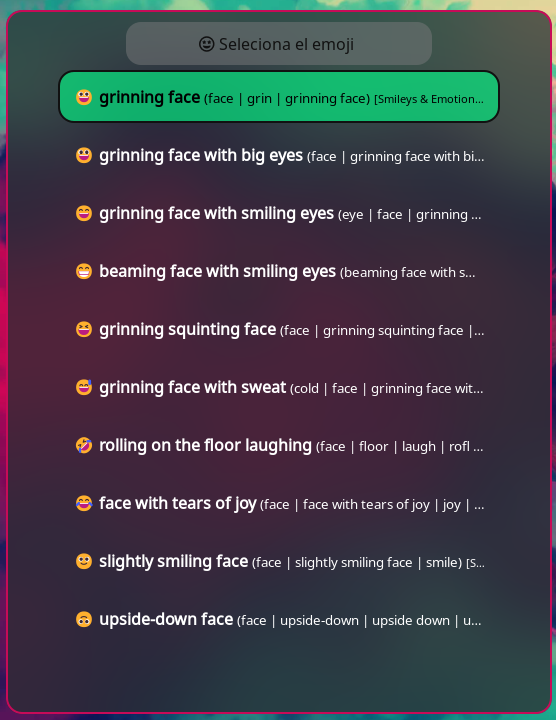 Seleciona el emoji
😀 grinning face (face | grin | grinning face) [Smileys & Emotion...
😃 grinning face with big eyes (face | grinning face with bi...
😄 grinning face with smiling eyes (eye | face | grinning ...
😁 beaming face with smiling eyes (beaming face with s...
😆 grinning squinting face (face | grinning squinting face |...
😅 grinning face with sweat (cold | face | grinning face wit...
🤣 rolling on the floor laughing (face | floor | laugh | rofl ...
😂 face with tears of joy (face | face with tears of joy | joy | ...
🙂 slightly smiling face (face | slightly smiling face | smile) [S...
🙃 upside-down face (face | upside-down | upside down | u...